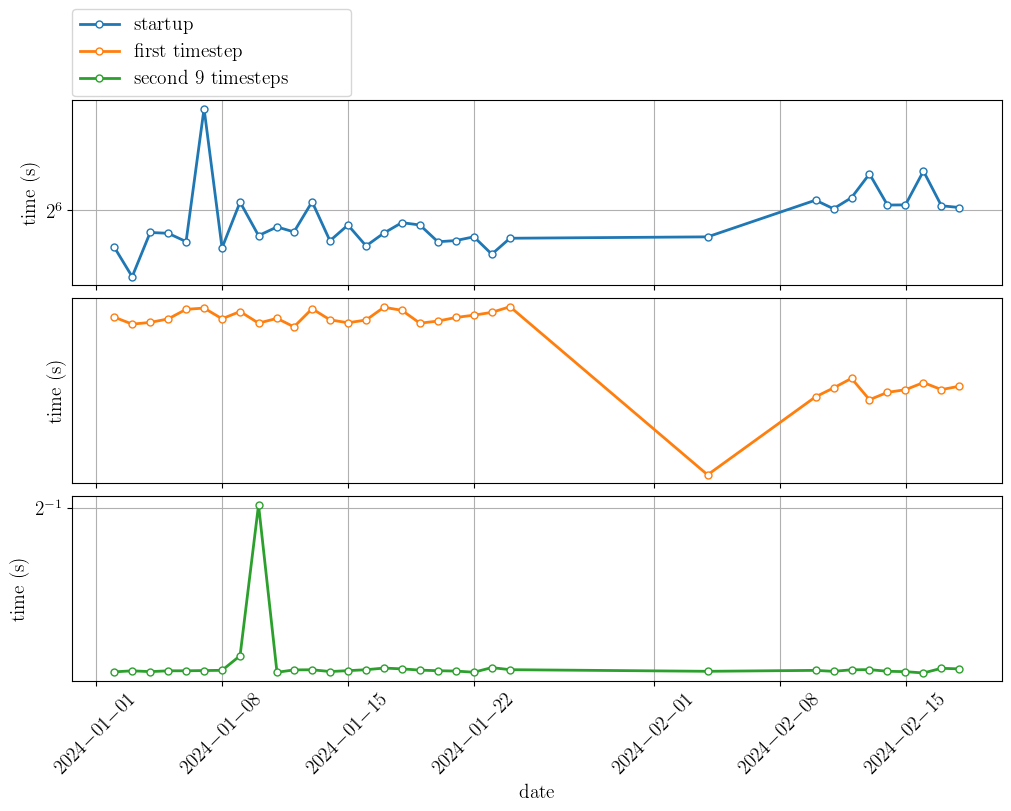 startup
first timestep
second 9 timesteps
time (s)
2^6
time (s)
2^-1
time (s)
2024−01−01
2024−01−08
2024−01−15
2024−01−22
2024−02−01
2024−02−08
2024−02−15
date